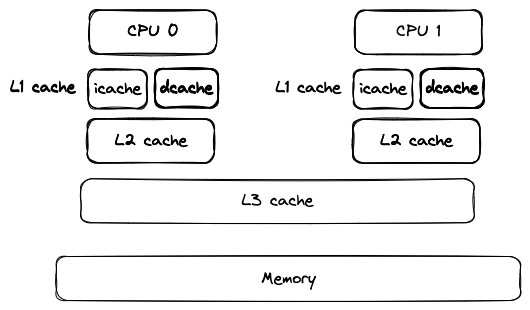 CPU 0
CPU 1
L1 cache icache dcache
L1 cache icache dcache
L2 cache
L2 cache
L3 cache
Memory